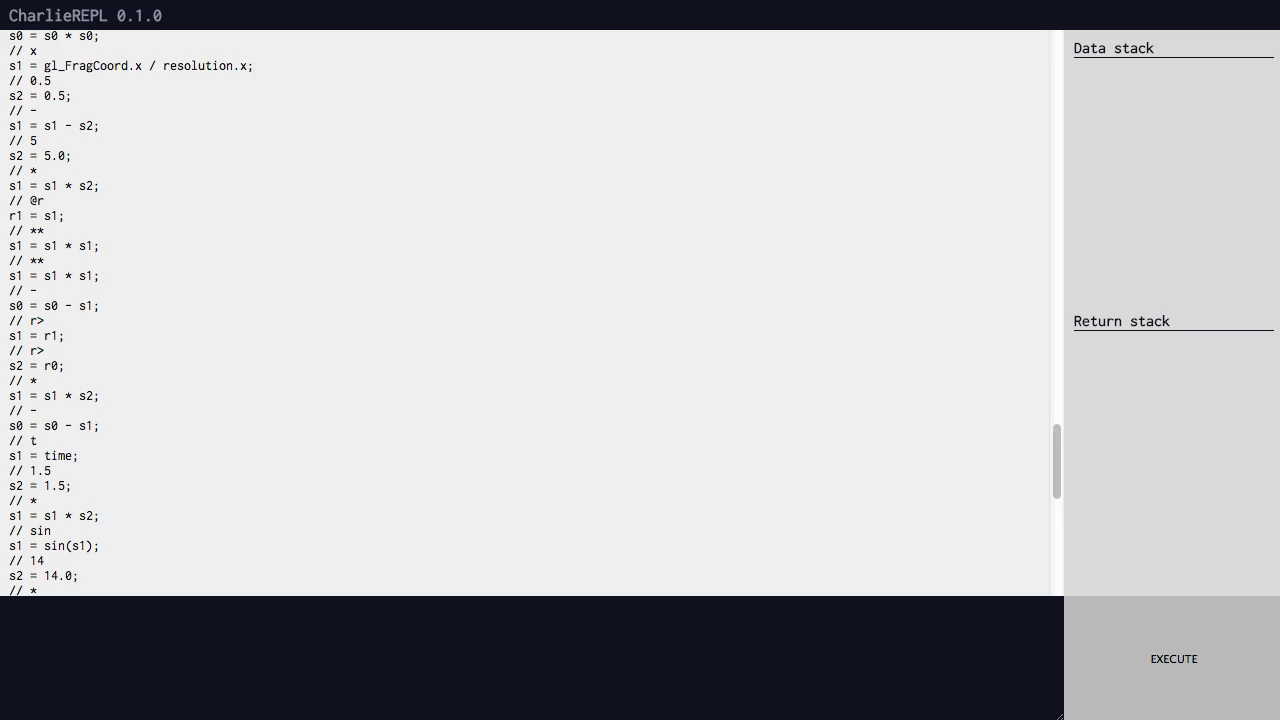 CharlieREPL 0.1.0
s0 = s0 * s0;
// x
s1 = gl_FragCoord.x / resolution.x;
// 0.5
s2 = 0.5;
// -
s1 = s1 - s2;
// 5
s2 = 5.0;
// *
s1 = s1 * s2;
// @r
r1 = s1;
// **
s1 = s1 * s1;
// **
s1 = s1 * s1;
// -
s0 = s0 - s1;
// r>
s1 = r1;
// r>
s2 = r0;
// *
s1 = s1 * s2;
// -
s0 = s0 - s1;
// t
s1 = time;
// 1.5
s2 = 1.5;
// *
s1 = s1 * s2;
// sin
s1 = sin(s1);
// 14
s2 = 14.0;
// *
Data stack
Return stack
EXECUTE